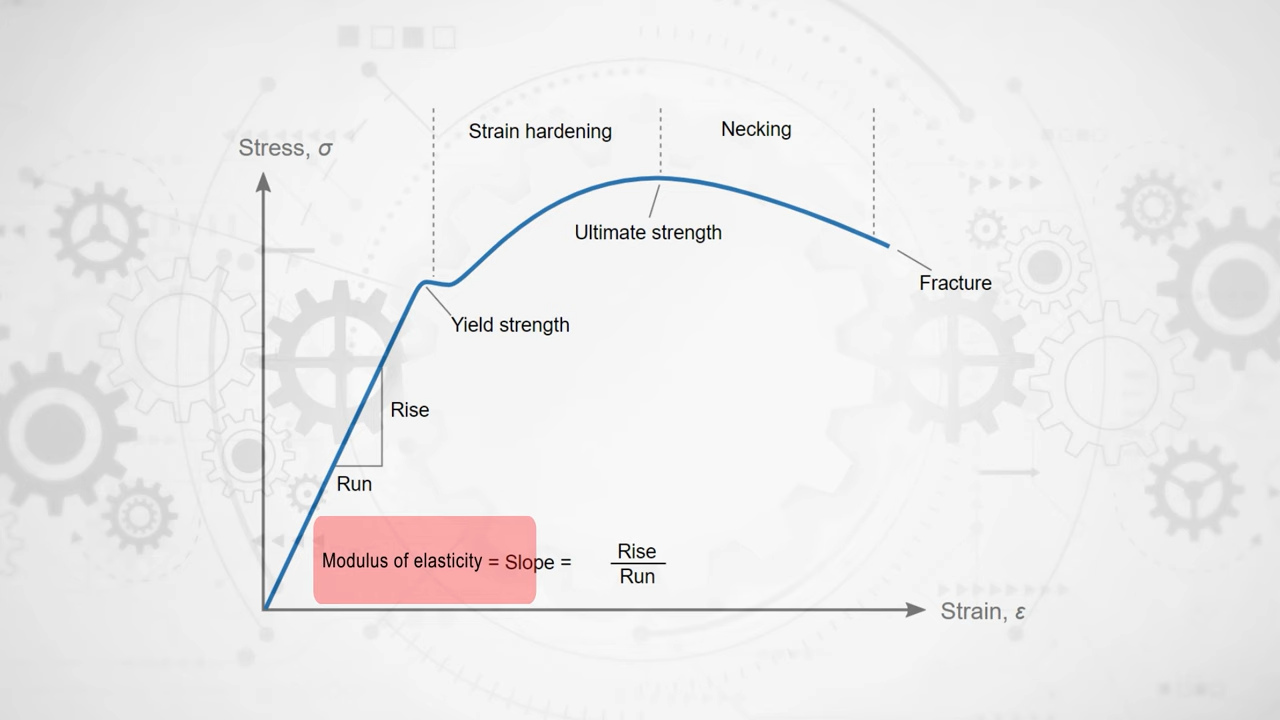 Strain hardening
Necking
Stress, σ
Ultimate strength
Fracture
Yield strength
Rise
Run
Modulus of elasticity = Slope = Rise
Run
Strain, ε